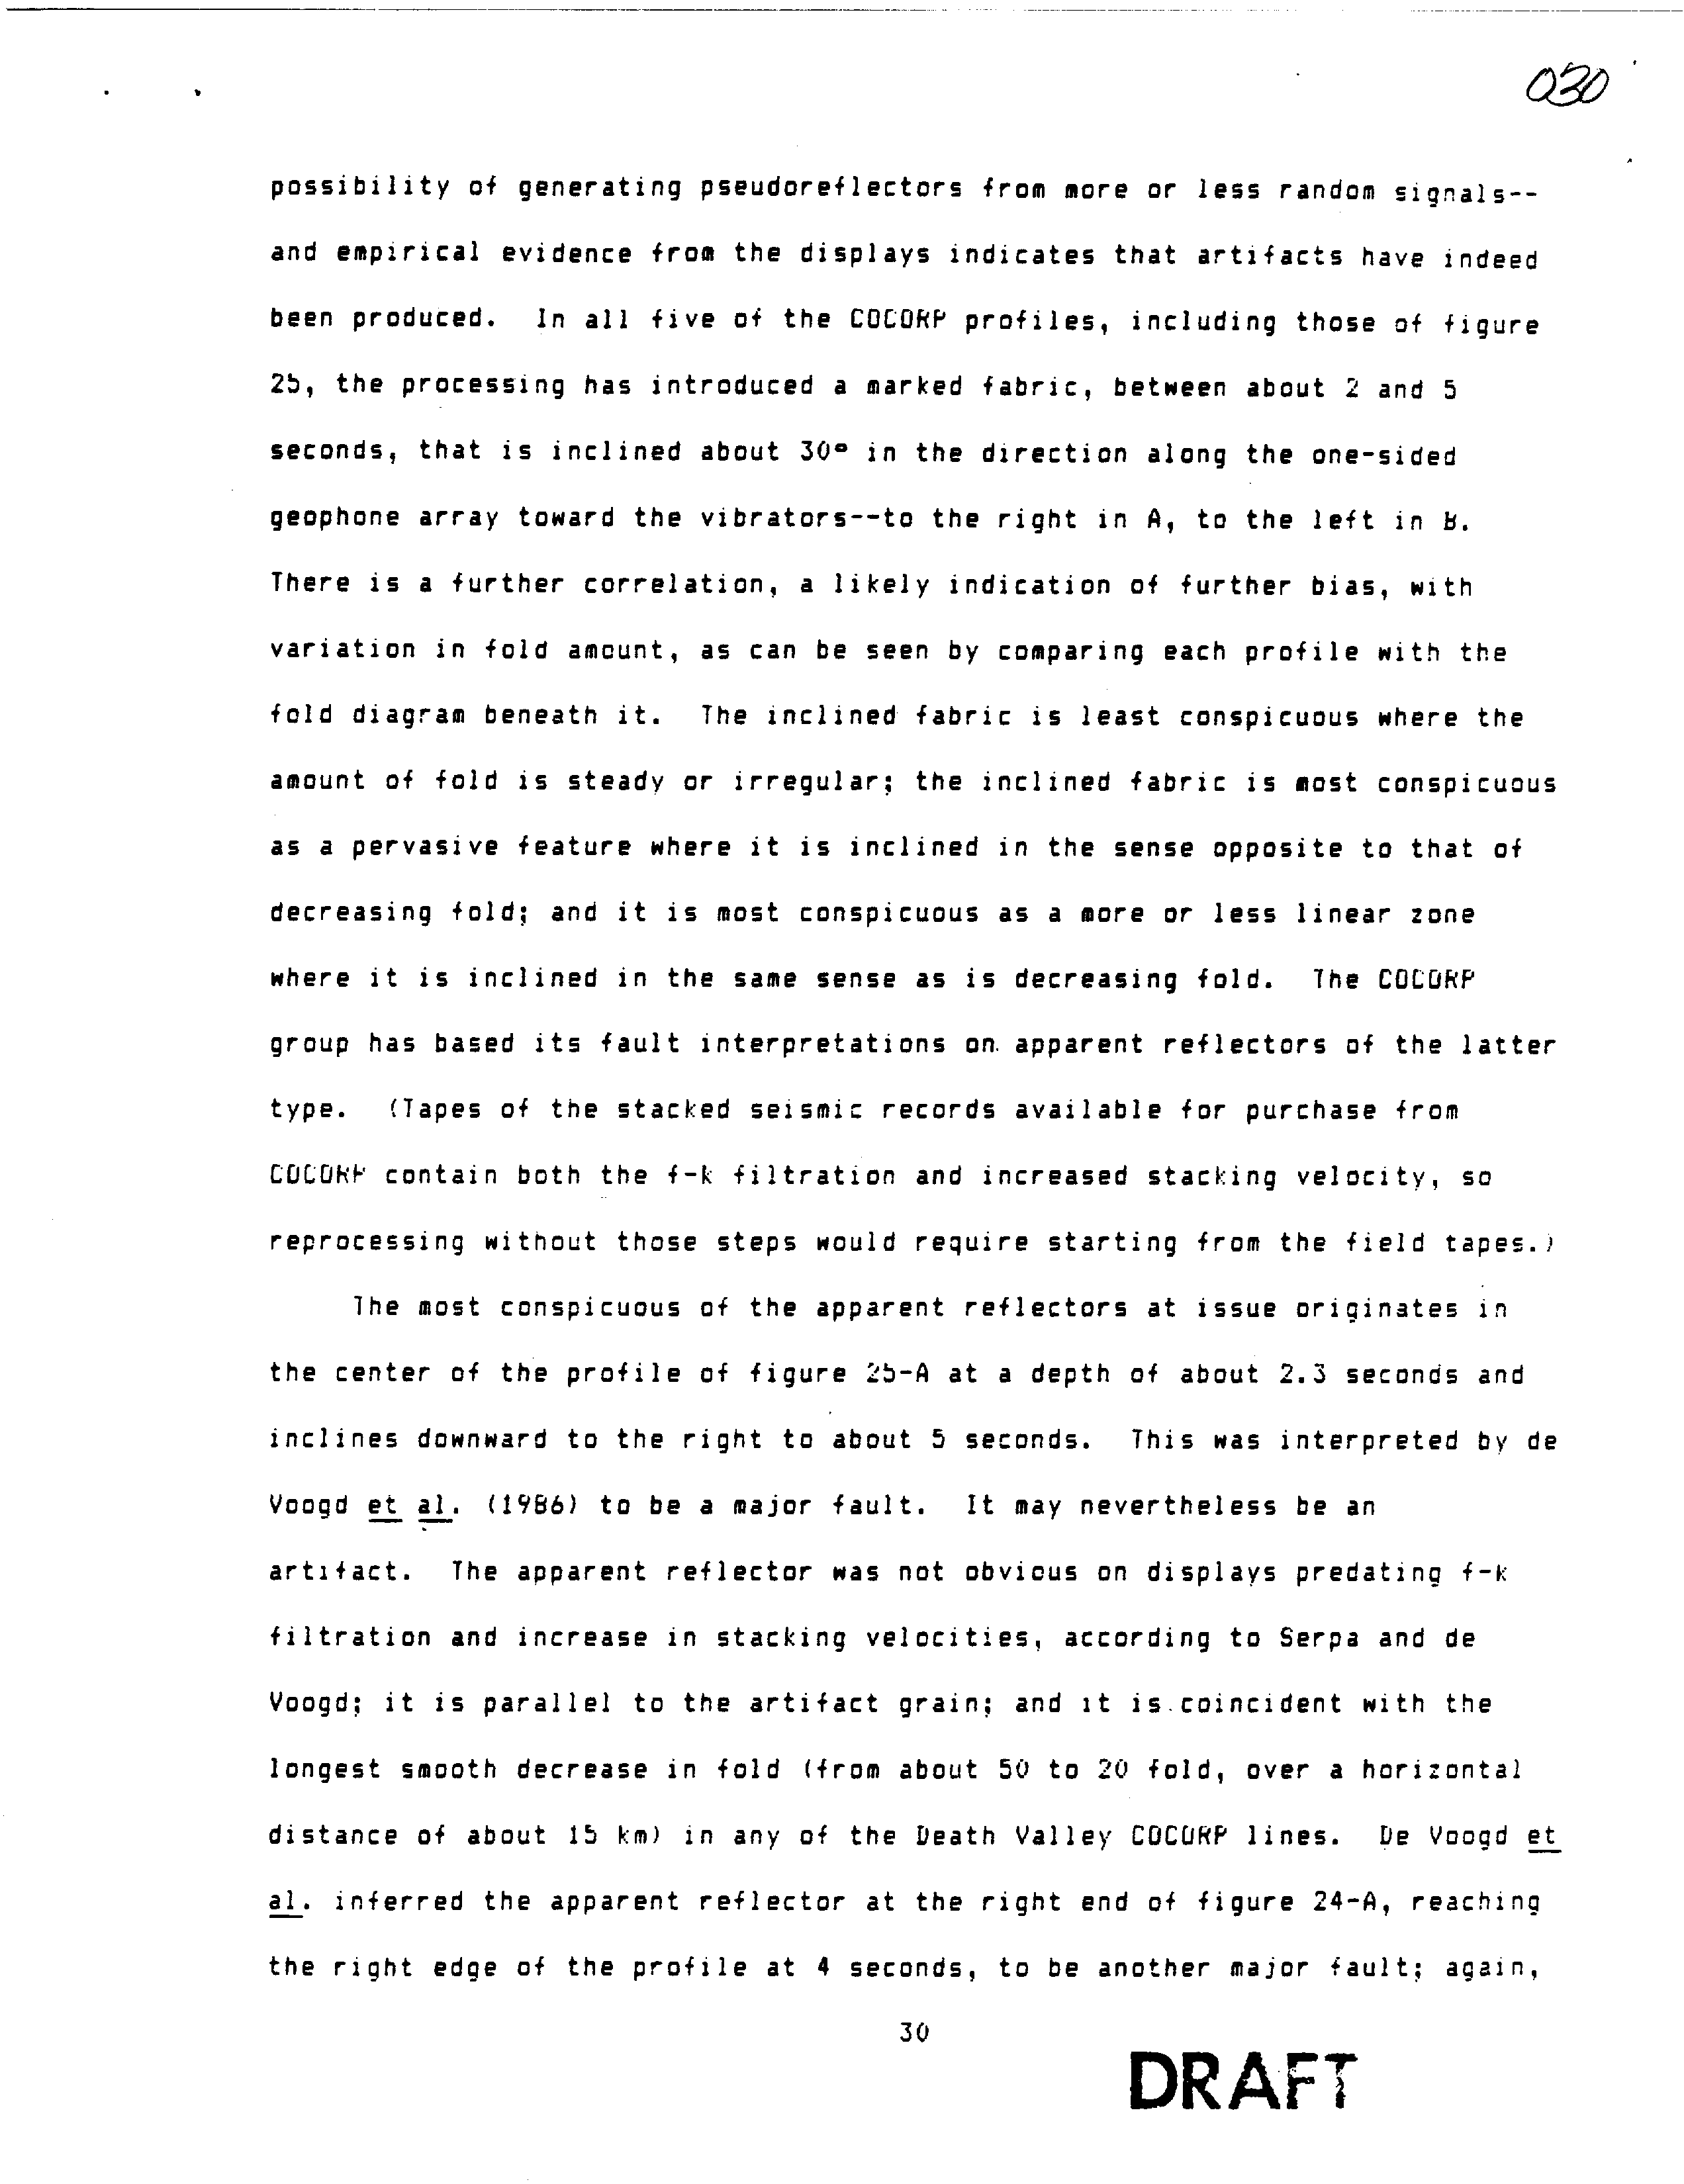 030
possibility of generating pseudoreflectors from more or less random signals--
and empirical evidence from the displays indicates that artifacts have indeed
been produced.  In all five of the COCORP profiles, including those of figure
25, the processing has introduced a marked fabric, between about 2 and 5
seconds, that is inclined about 30° in the direction along the one-sided
geophone array toward the vibrators--to the right in A, to the left in B.
There is a further correlation, a likely indication of further bias, with
variation in fold amount, as can be seen by comparing each profile with the
fold diagram beneath it.  The inclined fabric is least conspicuous where the
amount of fold is steady or irregular; the inclined fabric is most conspicuous
as a pervasive feature where it is inclined in the sense opposite to that of
decreasing fold; and it is most conspicuous as a more or less linear zone
where it is inclined in the same sense as is decreasing fold.  The COCORP
group has based its fault interpretations on apparent reflectors of the latter
type.  (Tapes of the stacked seismic records available for purchase from
COCORP contain both the f-k filtration and increased stacking velocity, so
reprocessing without those steps would require starting from the field tapes.)
The most conspicuous of the apparent reflectors at issue originates in
the center of the profile of figure 25-A at a depth of about 2.3 seconds and
inclines downward to the right to about 5 seconds.  This was interpreted by de
Voogd et al. (1986) to be a major fault.  It may nevertheless be an
artifact.  The apparent reflector was not obvious on displays predating f-k
filtration and increase in stacking velocities, according to Serpa and de
Voogd; it is parallel to the artifact grain; and it is coincident with the
longest smooth decrease in fold (from about 50 to 20 fold, over a horizontal
distance of about 15 km) in any of the Death Valley COCORP lines.  De Voogd et
al. inferred the apparent reflector at the right end of figure 24-A, reaching
the right edge of the profile at 4 seconds, to be another major fault; again,
30
DRAFT